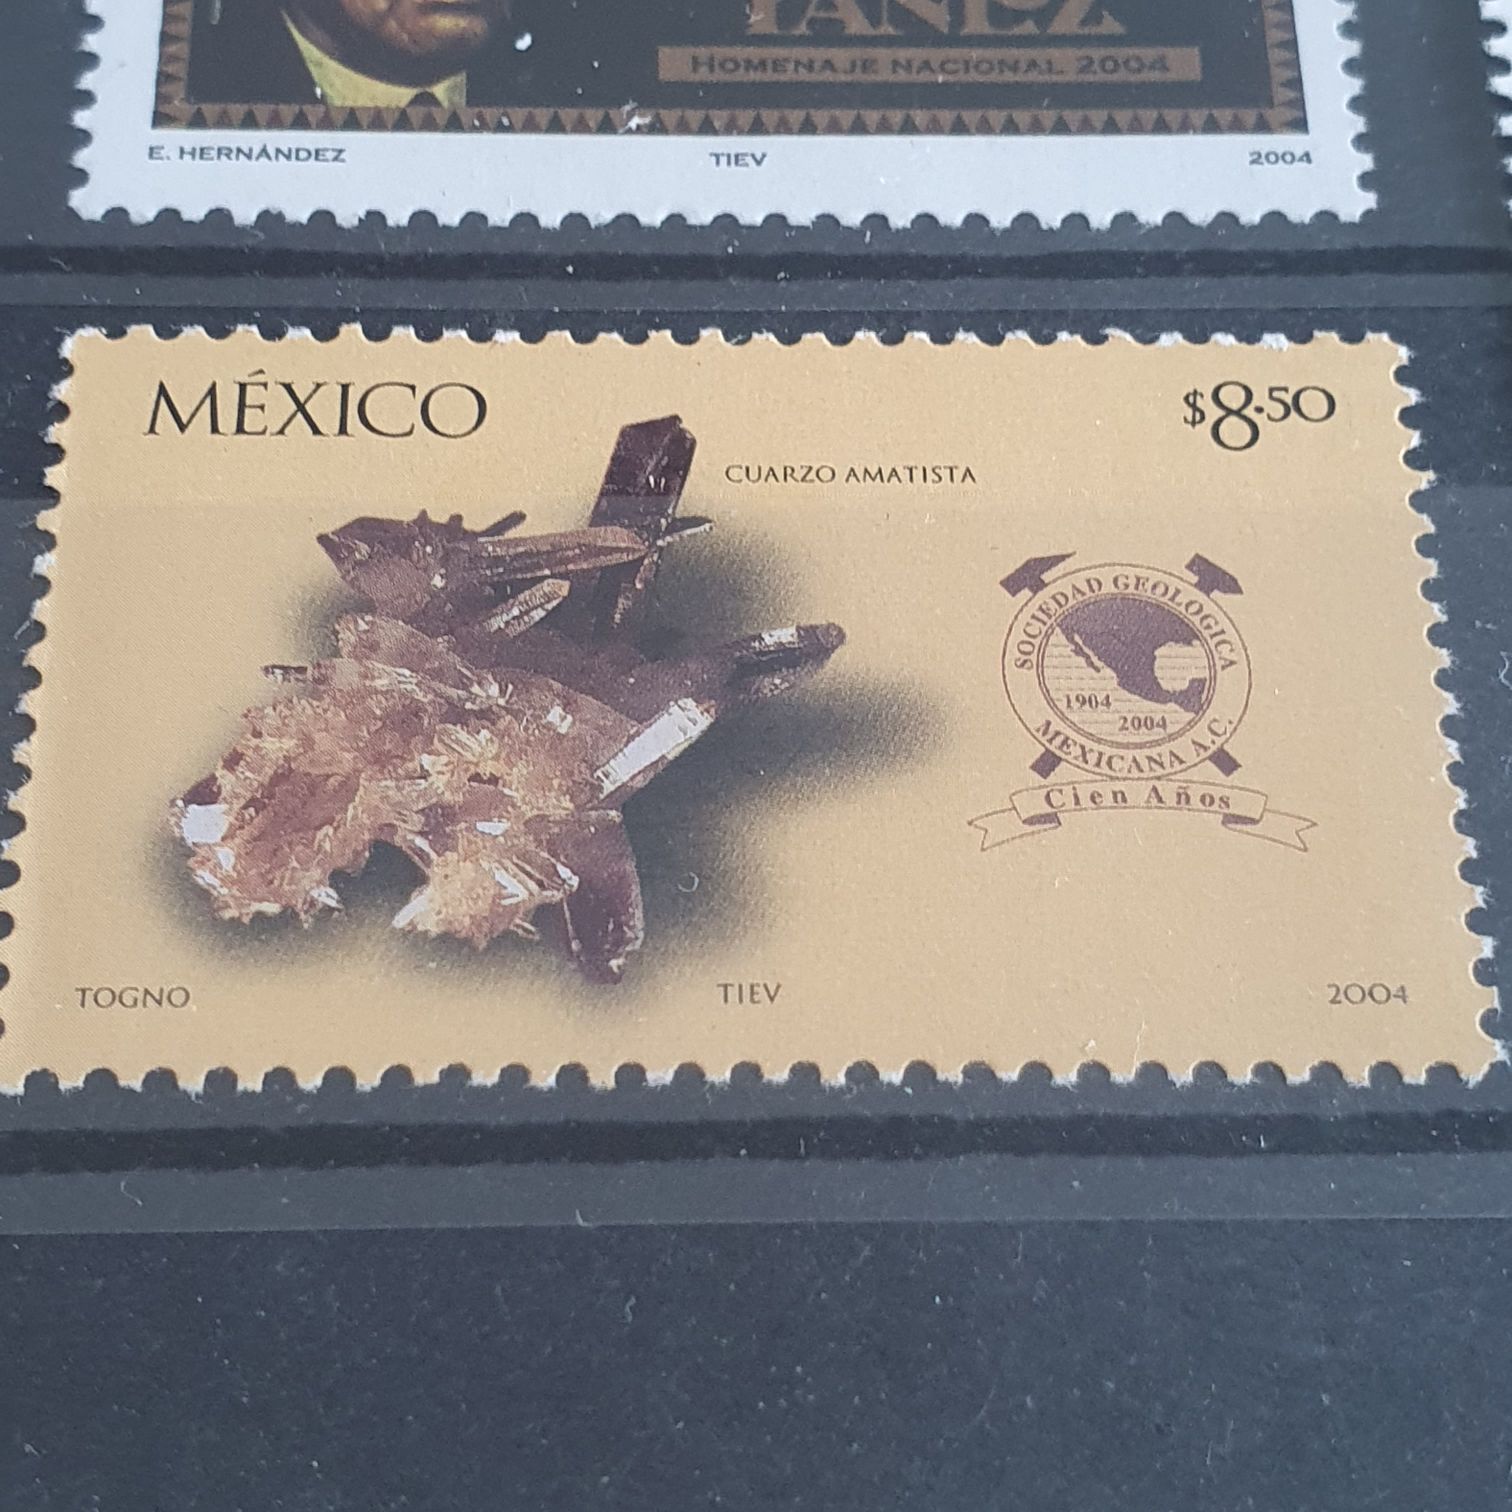 YÁÑEZ
HOMENAJE NACIONAL 2004
E. HERNÁNDEZ TIEV 2004
MÉXICO $8.50
CUARZO AMATISTA
SOCIEDAD GEOLOGICA
1904
2004
MEXICANA A.C.
Cien Años
TOGNO TIEV 2004